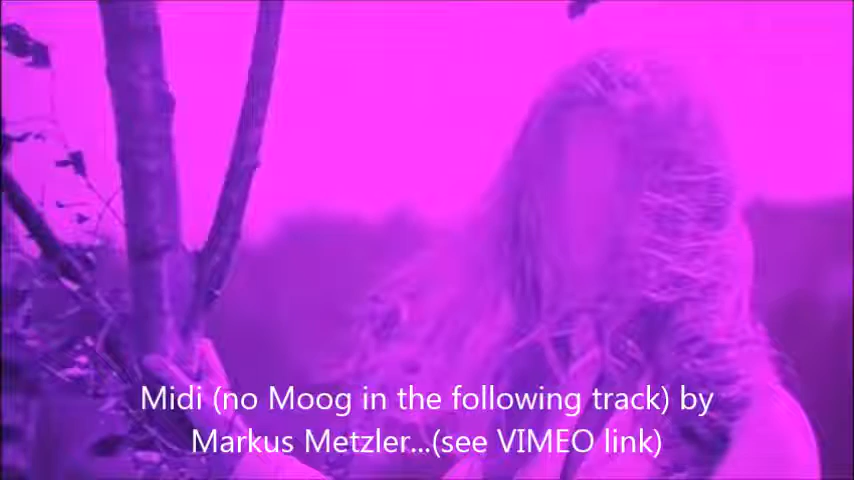 Midi (no Moog in the following track) by
Markus Metzler...(see VIMEO link)